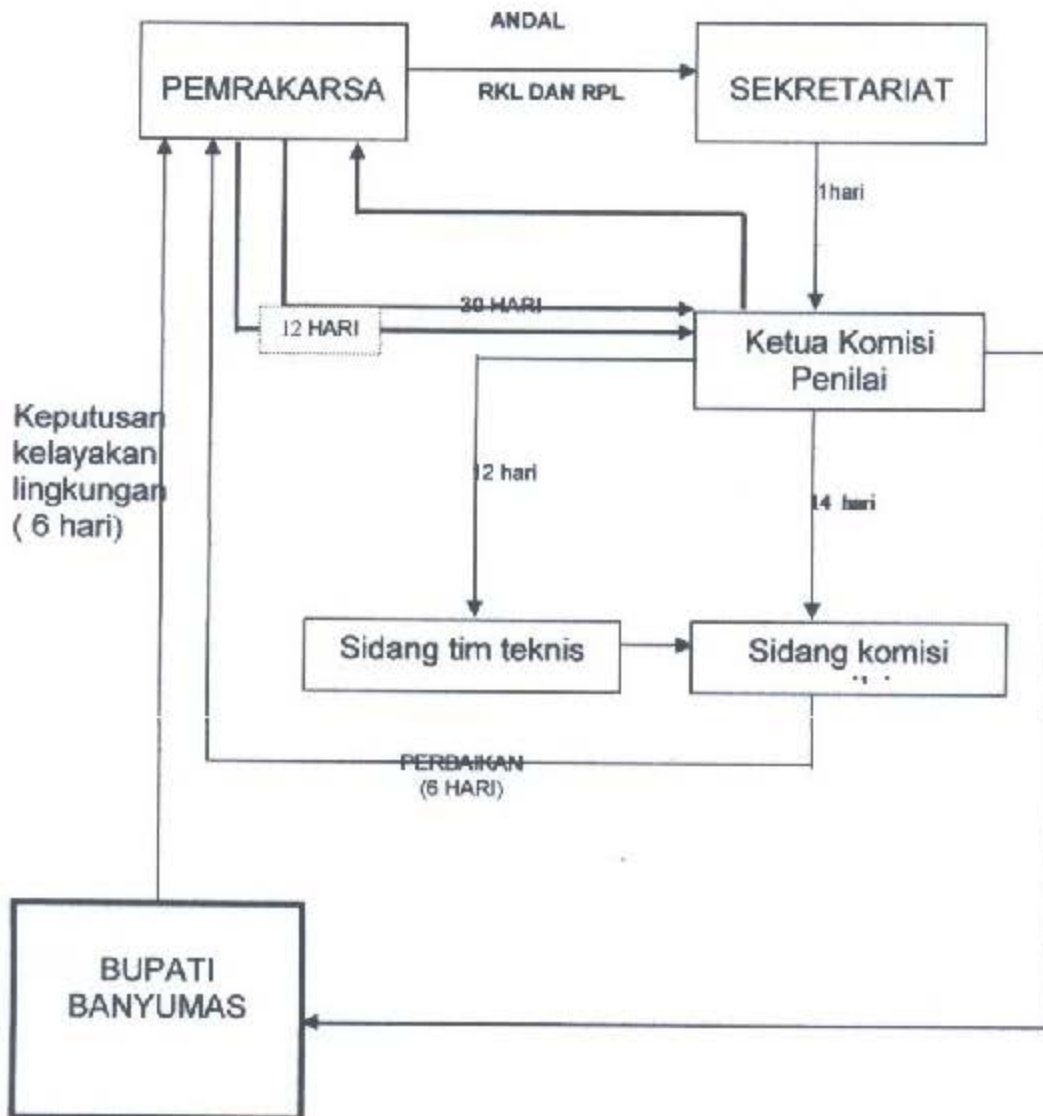 ANDAL
PEMRAKARSA
RKL DAN RPL
SEKRETARIAT
1hari
30 HARI
12 HARI
Ketua Komisi
Penilai
Keputusan
kelayakan
lingkungan
( 6 hari)
12 hari
14 hari
Sidang tim teknis
Sidang komisi
PERBAIKAN
(6 HARI)
BUPATI
BANYUMAS